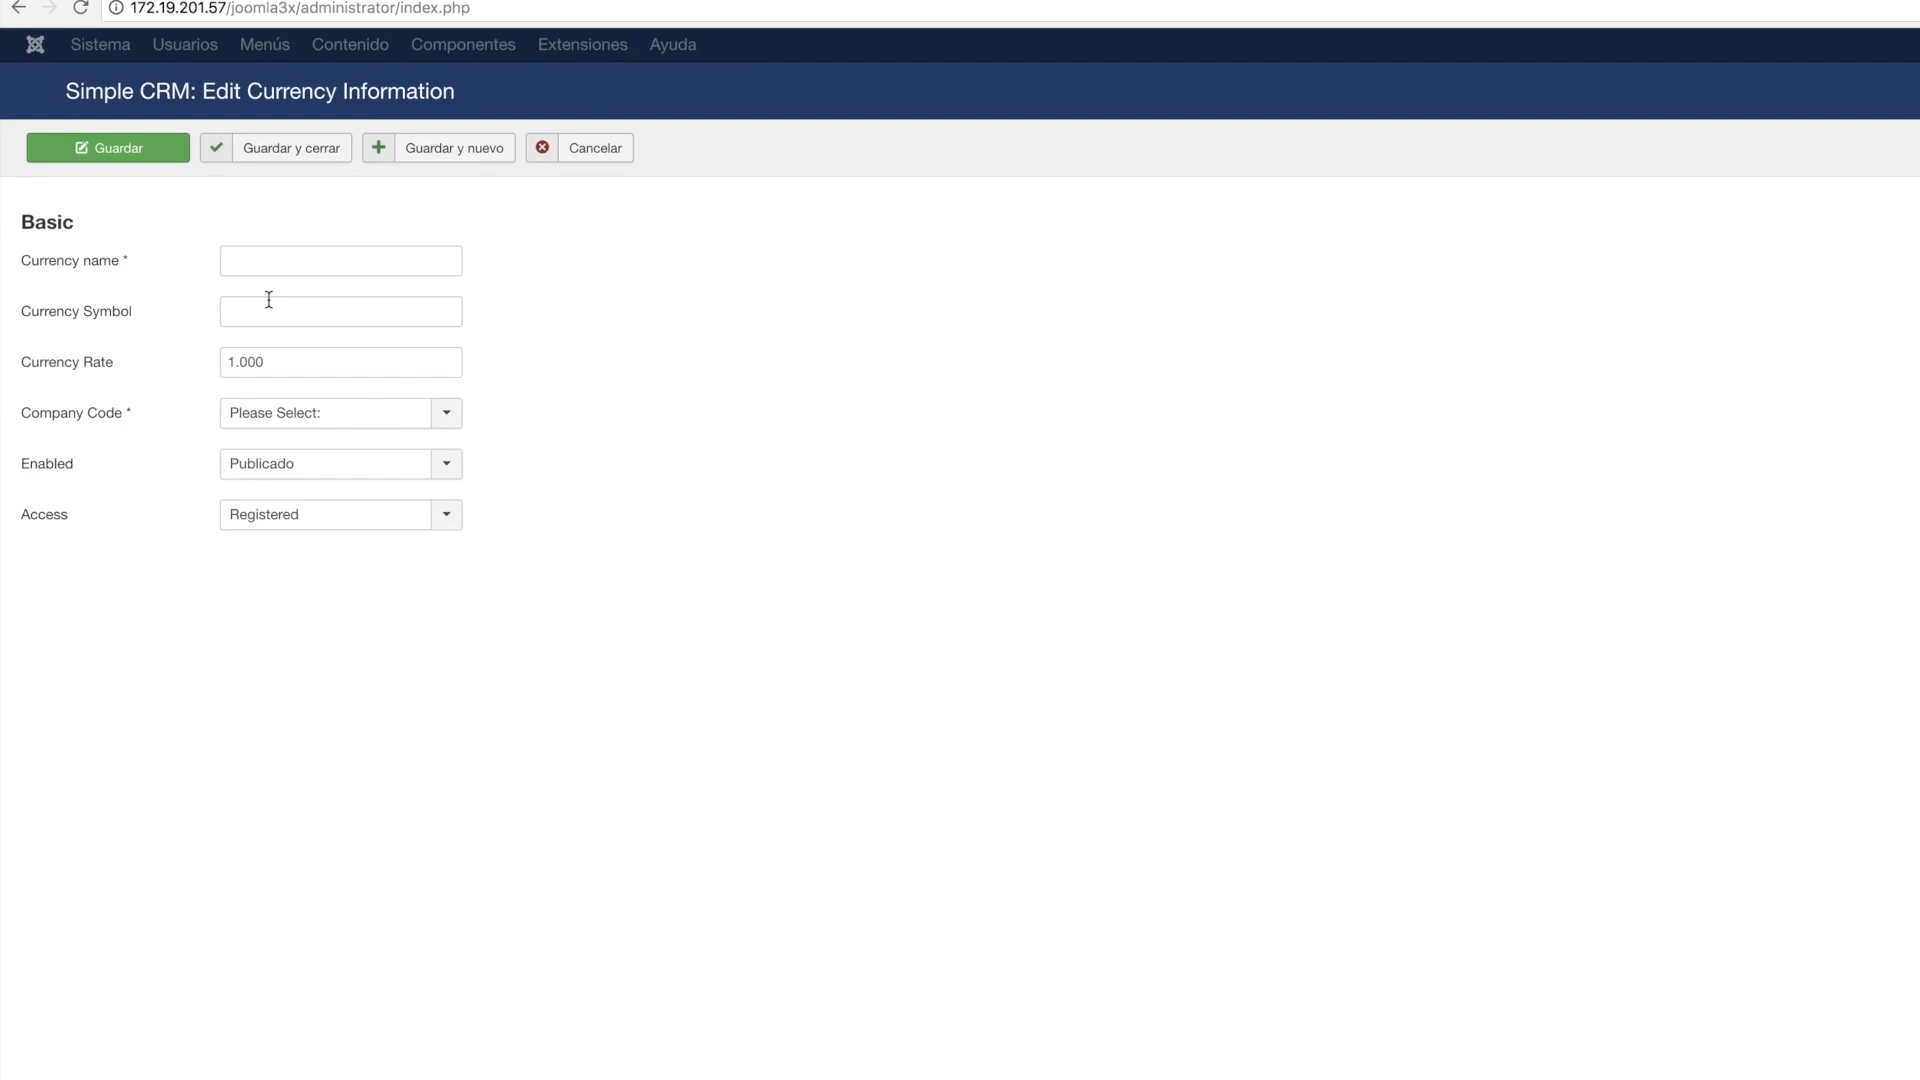 172.19.201.57/joomla3x/administrator/index.php
Sistema Usuarios Menús Contenido Componentes Extensiones Ayuda
Simple CRM: Edit Currency Information
Guardar Guardar y cerrar Guardar y nuevo Cancelar
Basic
Currency name *
Currency Symbol
Currency Rate 1.000
Company Code * Please Select:
Enabled Publicado
Access Registered